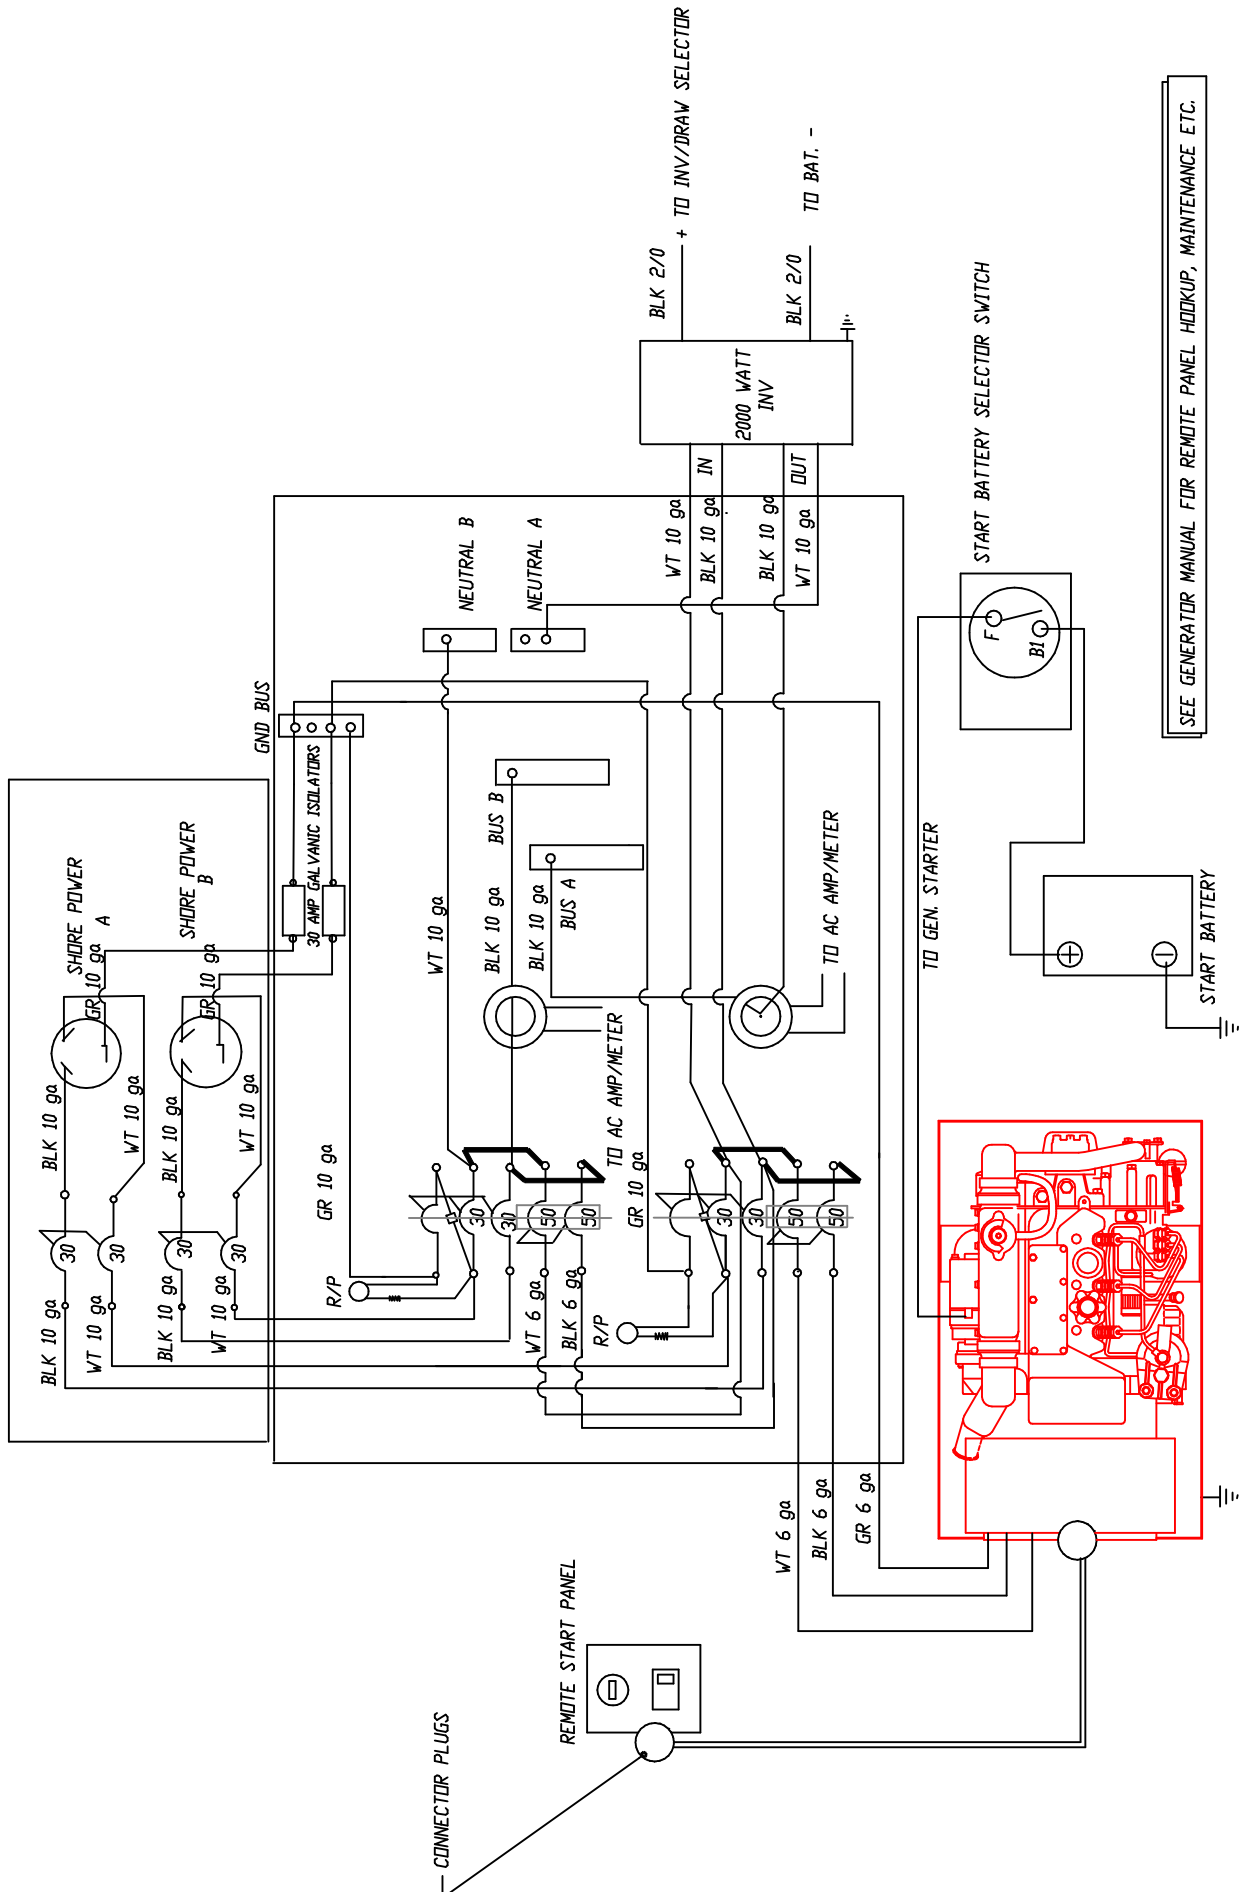 SHORE POWER
A
GR 10 ga
BLK 10 ga
WT 10 ga
30
30
BLK 10 ga
WT 10 ga
SHORE POWER
B
GR 10 ga
BLK 10 ga
WT 10 ga
30
30
BLK 10 ga
WT 10 ga
GND BUS
30 AMP GALVANIC ISOLATORS
GR 10 ga
R/P
NEUTRAL B
NEUTRAL A
WT 10 ga
BLK 10 ga
BUS B
BLK 10 ga
BUS A
TO AC AMP/METER
30
30
50
50
WT 6 ga
BLK 6 ga
R/P
GR 10 ga
30
30
50
50
TO AC AMP/METER
WT 10 ga
BLK 10 ga
IN
BLK 10 ga
OUT
WT 10 ga
2000 WATT
INV
BLK 2/0
+ TO INV/DRAW SELECTOR
BLK 2/0
TO BAT. -
WT 6 ga
BLK 6 ga
GR 6 ga
TO GEN. STARTER
START BATTERY SELECTOR SWITCH
F
B1
START BATTERY
+
−
REMOTE START PANEL
CONNECTOR PLUGS
SEE GENERATOR MANUAL FOR REMOTE PANEL HOOKUP, MAINTENANCE ETC.